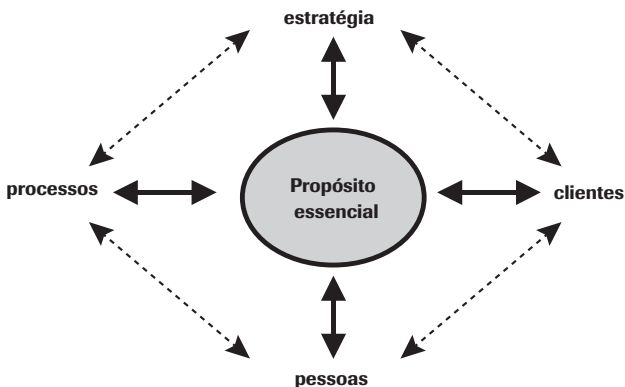 estratégia
processos
Propósito
essencial
clientes
pessoas